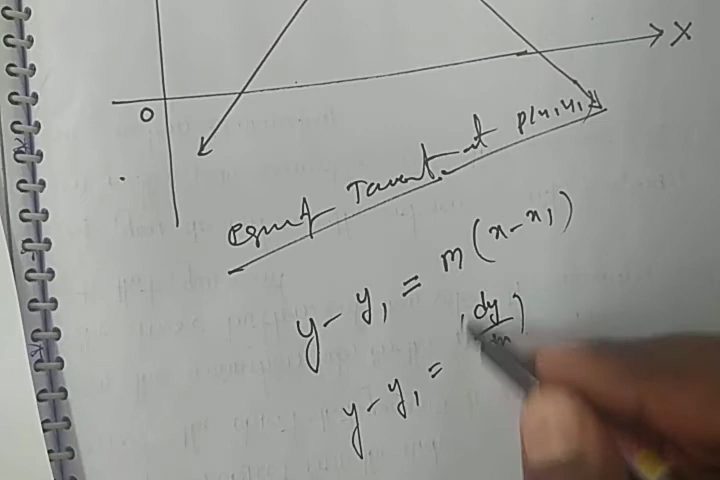 X
O
eqn of Tangent at P(x1, y1)
y - y1 = m(x - x1)
y - y1 = (dy